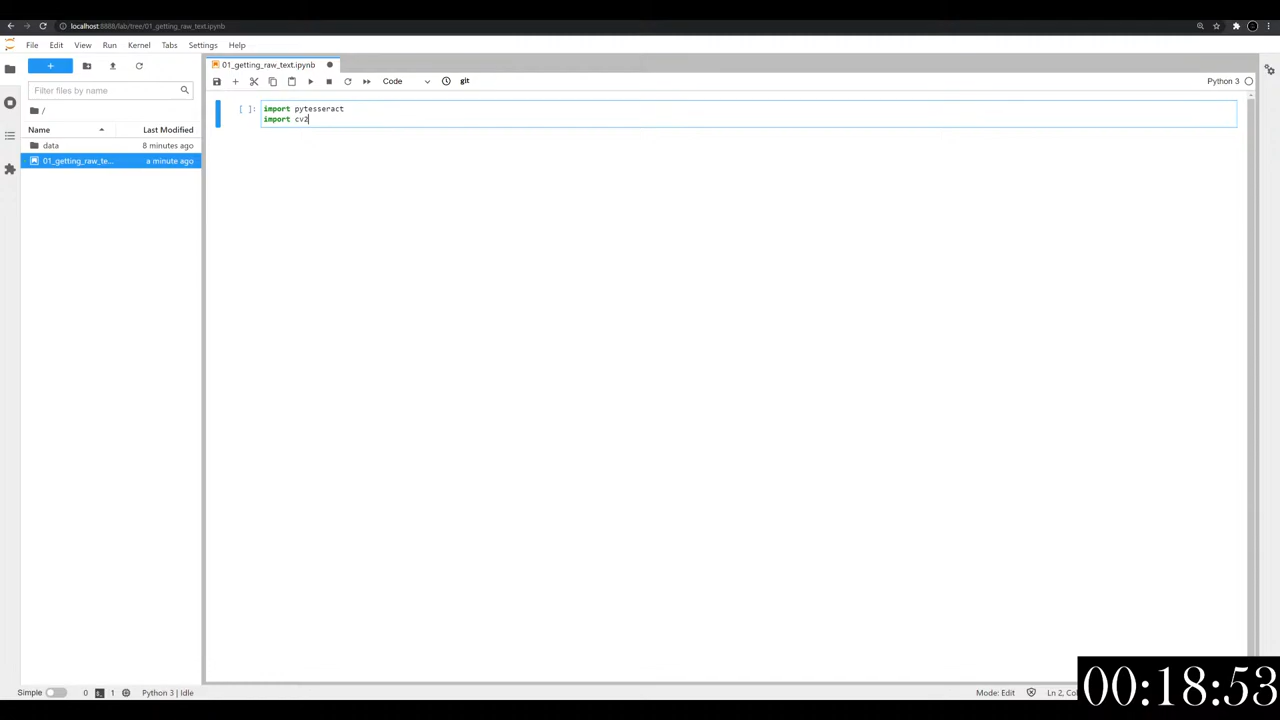 localhost:8888/lab/tree/01_getting_raw_text.ipynb
File Edit View Run Kernel Tabs Settings Help
+
Filter files by name
/
Name Last Modified
data 8 minutes ago
01_getting_raw_te... a minute ago
01_getting_raw_text.ipynb
Code git Python 3
[ ]: import pytesseract
import cv2
Simple 0 1 Python 3 | Idle Mode: Edit Ln 2, Co
00:18:53